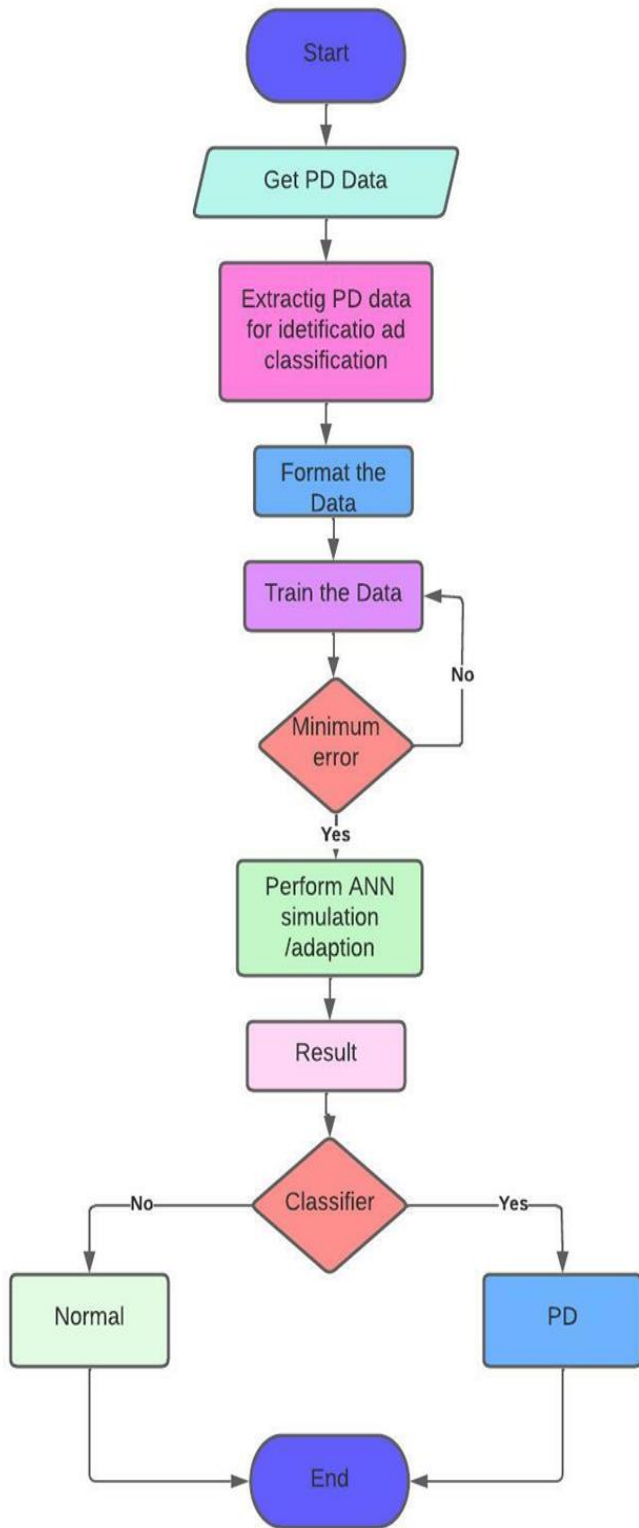 Start
Get PD Data
Extractig PD data
for idetificatio ad
classification
Format the
Data
Train the Data
No
Minimum
error
Yes
Perform ANN
simulation
/adaption
Result
Classifier
No
Yes
Normal
PD
End